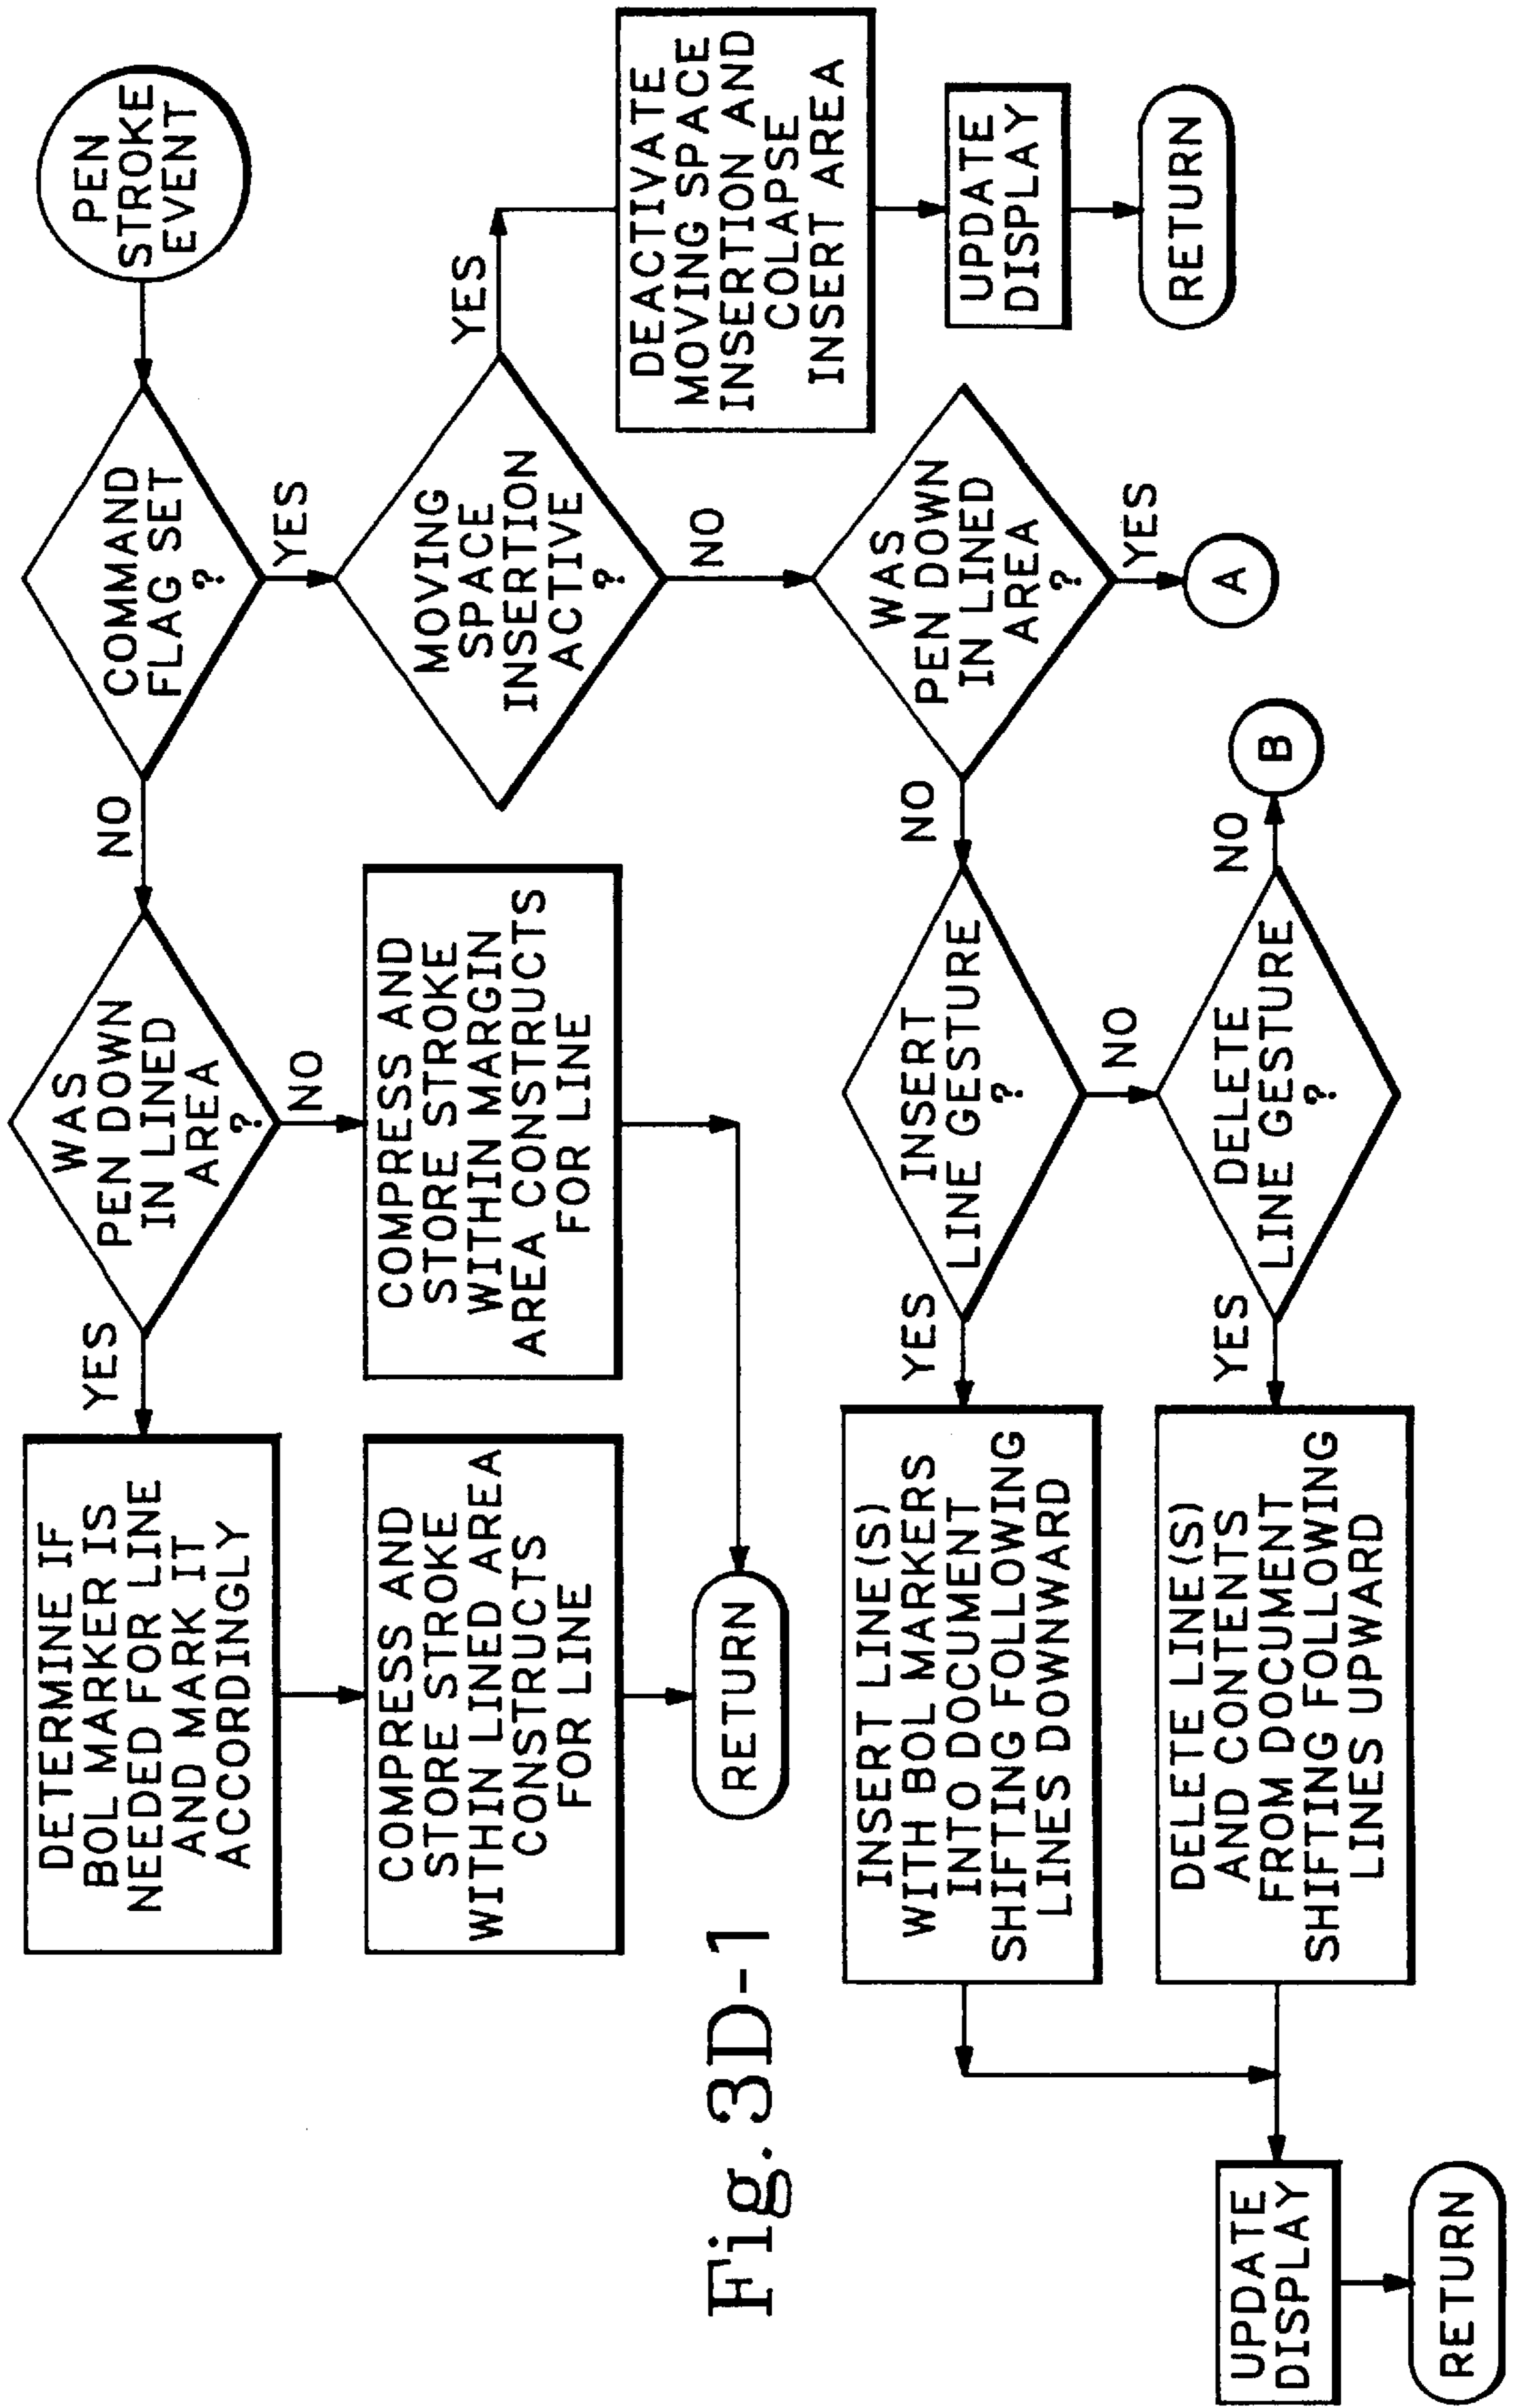 PEN
STROKE
EVENT
COMMAND
FLAG SET
?
NO
YES
WAS
PEN DOWN
IN LINED
AREA
?
YES
NO
DETERMINE IF
BOL MARKER IS
NEEDED FOR LINE
AND MARK IT
ACCORDINGLY
COMPRESS AND
STORE STROKE
WITHIN LINED AREA
CONSTRUCTS
FOR LINE
COMPRESS AND
STORE STROKE
WITHIN MARGIN
AREA CONSTRUCTS
FOR LINE
RETURN
MOVING
SPACE
INSERTION
ACTIVE
?
YES
NO
DEACTIVATE
MOVING SPACE
INSERTION AND
COLAPSE
INSERT AREA
UPDATE
DISPLAY
RETURN
WAS
PEN DOWN
IN LINED
AREA
?
YES
A
NO
INSERT
LINE GESTURE
?
YES
NO
INSERT LINE(S)
WITH BOL MARKERS
INTO DOCUMENT
SHIFTING FOLLOWING
LINES DOWNWARD
DELETE
LINE GESTURE
?
NO
B
YES
DELETE LINE(S)
AND CONTENTS
FROM DOCUMENT
SHIFTING FOLLOWING
LINES UPWARD
UPDATE
DISPLAY
RETURN
Fig. 3D-1